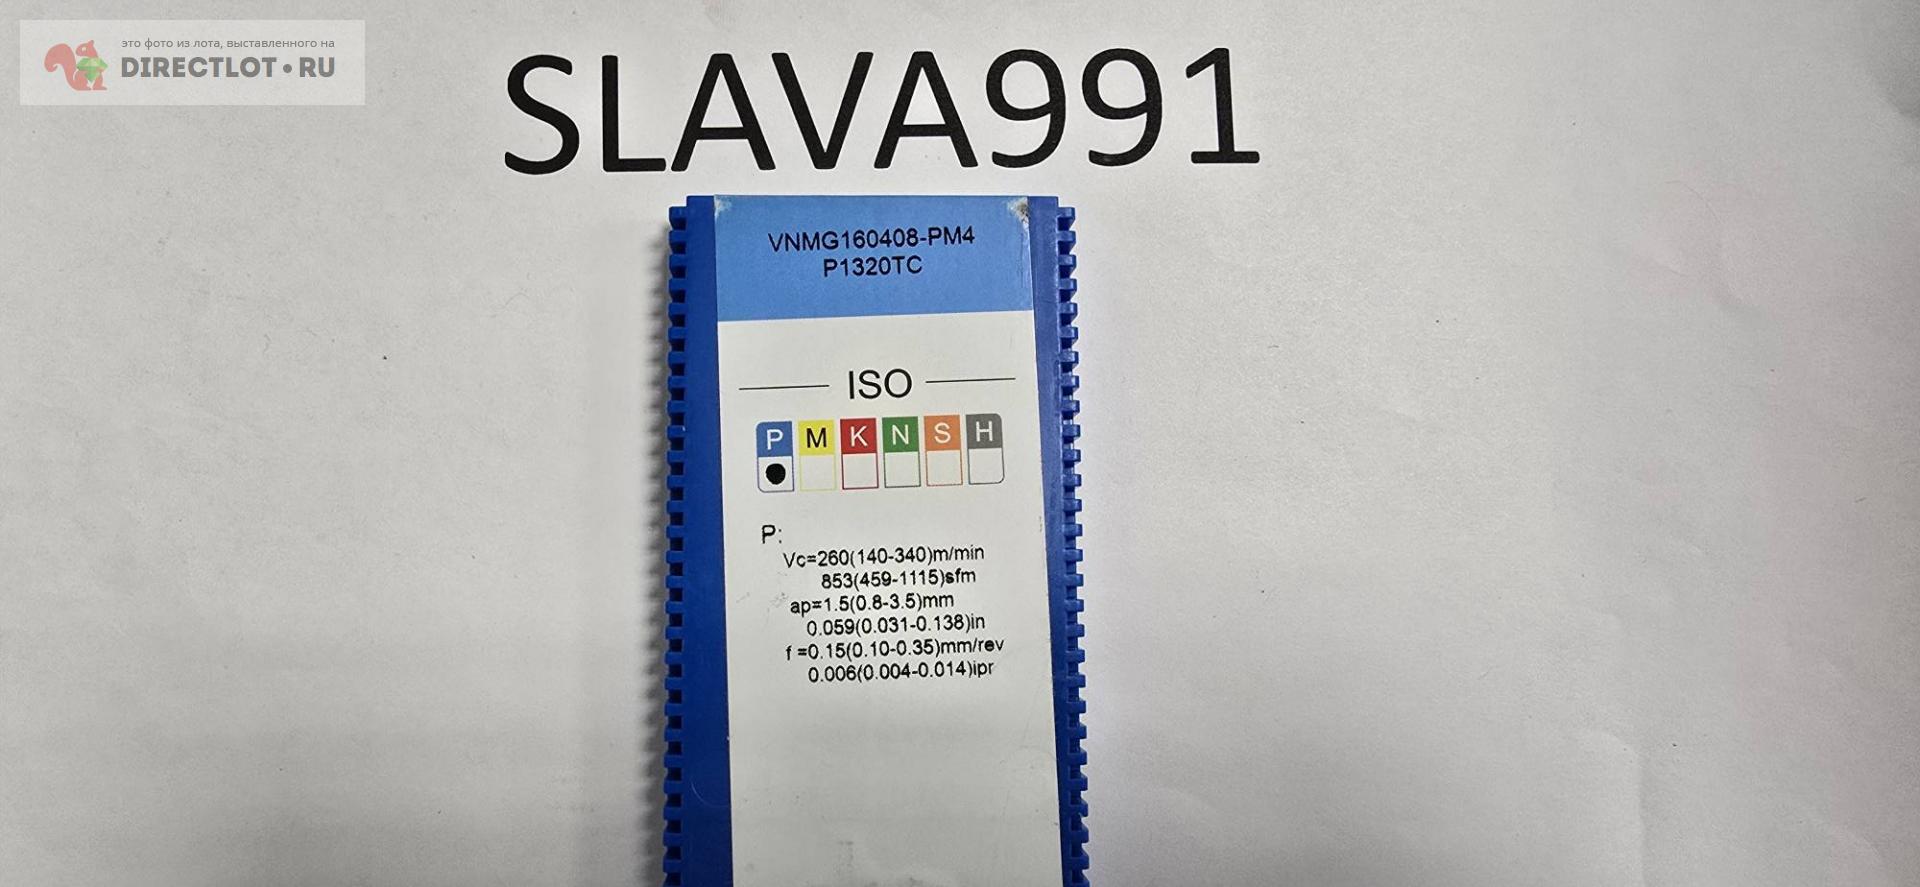 это фото из лота, выставленного на
DIRECTLOT•RU
SLAVA991
VNMG160408-PM4
P1320TC
ISO
P M K N S H
P:
Vc=260(140-340)m/min
853(459-1115)sfm
ap=1.5(0.8-3.5)mm
0.059(0.031-0.138)in
f =0.15(0.10-0.35)mm/rev
0.006(0.004-0.014)ipr